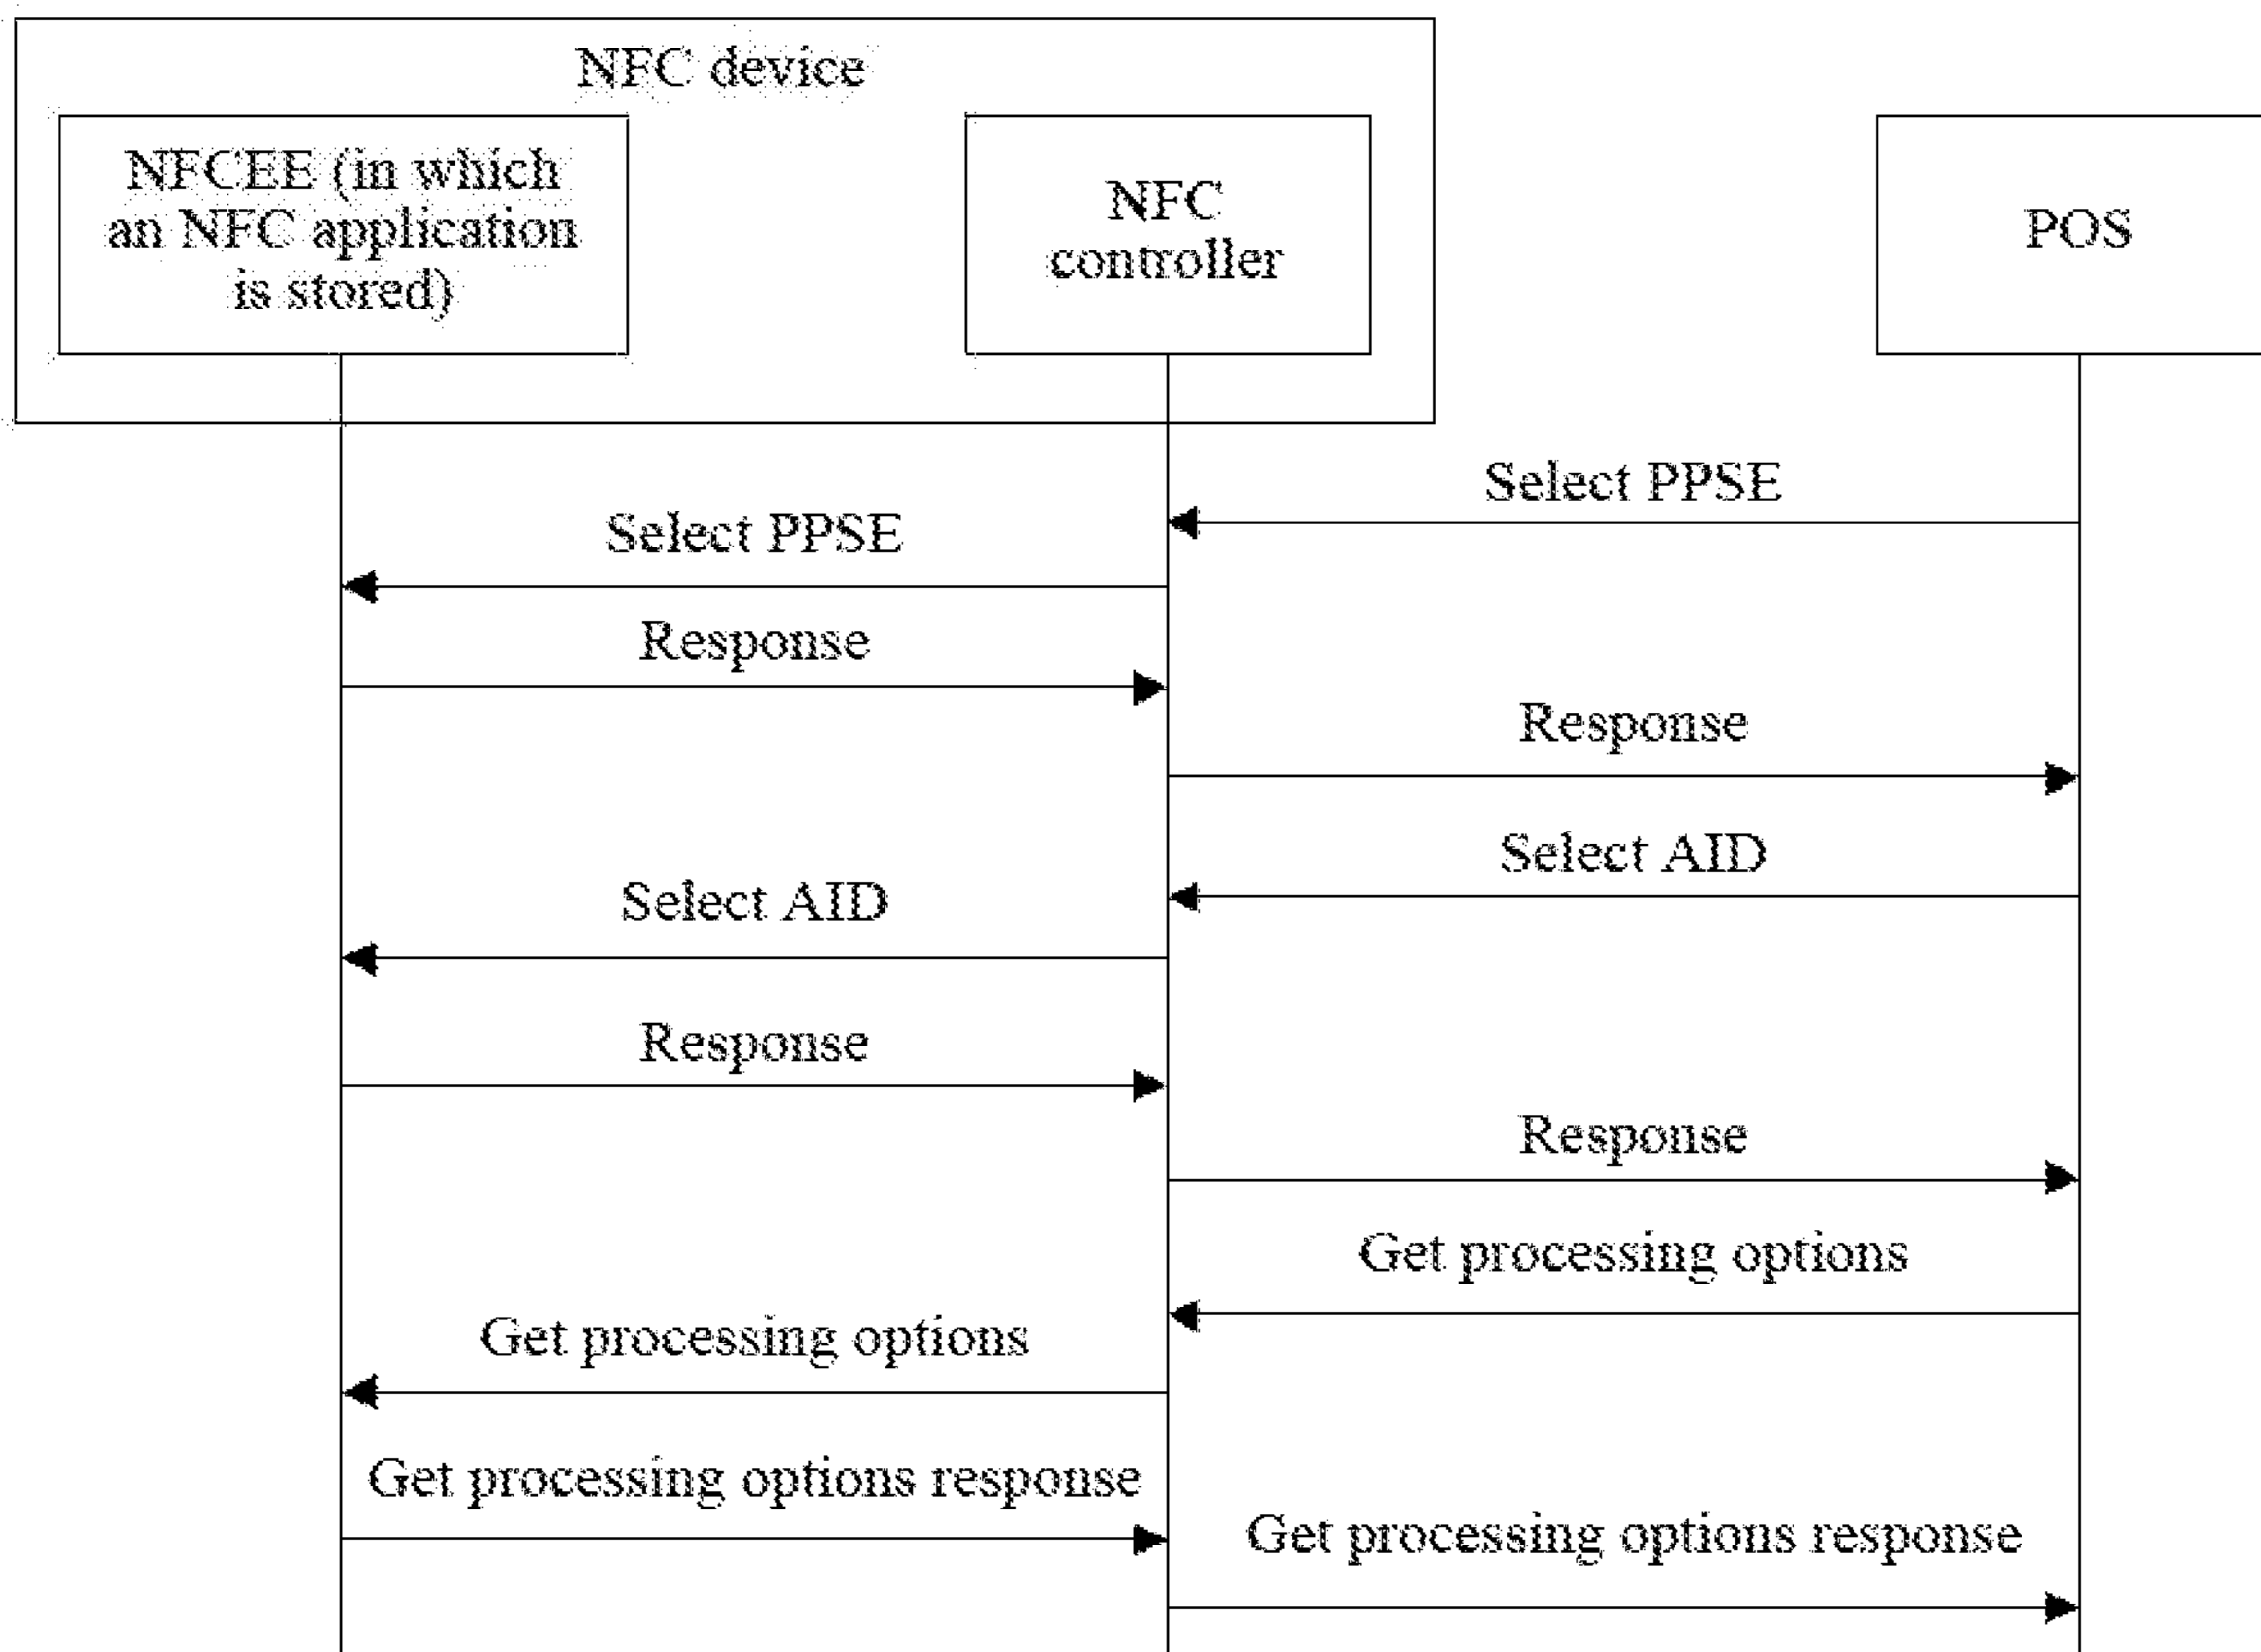 NFC device
NFCEE (in which
an NFC application
is stored)
NFC
controller
POS
Select PPSE
Select PPSE
Response
Response
Select AID
Select AID
Response
Response
Get processing options
Get processing options
Get processing options response
Get processing options response